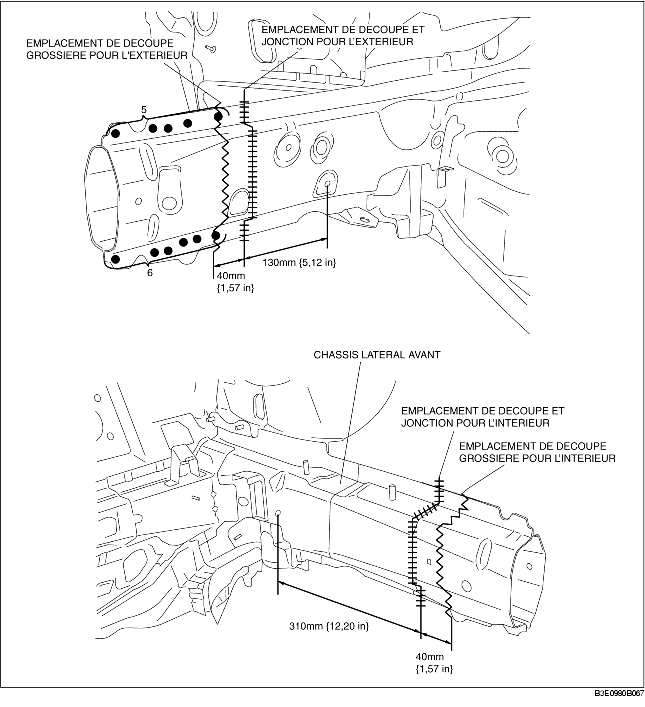 EMPLACEMENT DE DECOUPE ET
JONCTION POUR L'EXTERIEUR
EMPLACEMENT DE DECOUPE
GROSSIERE POUR L'EXTERIEUR
5
6
130mm {5,12 in}
40mm
{1,57 in}
CHASSIS LATERAL AVANT
EMPLACEMENT DE DECOUPE ET
JONCTION POUR L'INTERIEUR
EMPLACEMENT DE DECOUPE
GROSSIERE POUR L'INTERIEUR
310mm {12,20 in}
40mm
{1,57 in}
B3E0980B067